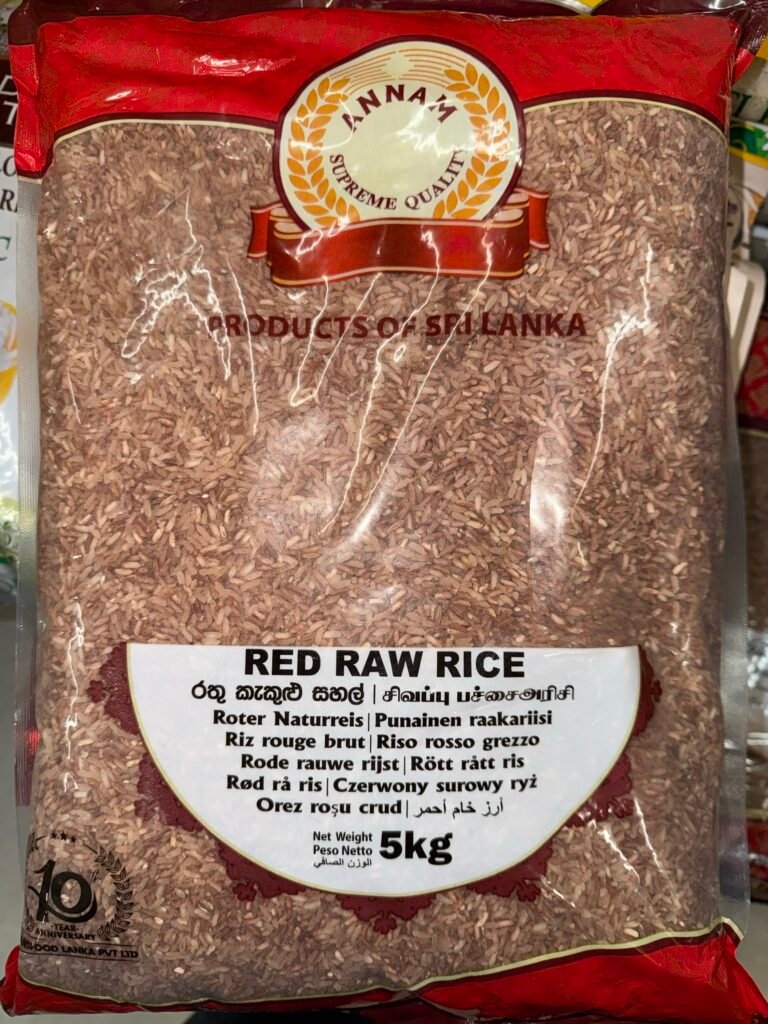 ANNAM
SUPREME QUALITY
PRODUCTS OF SRI LANKA
RED RAW RICE
රතු කැකුළු සහල් | சிவப்பு பச்சைஅரிசி
Roter Naturreis | Punainen raakariisi
Riz rouge brut | Riso rosso grezzo
Rode rauwe rijst | Rött rått ris
Rød rå ris | Czerwony surowy ryż
Orez roșu crud | أرز خام أحمر
Net Weight
Peso Netto 5kg
الوزن الصافي
10th
YEAR
ANNIVERSARY
LANKA PVT LTD